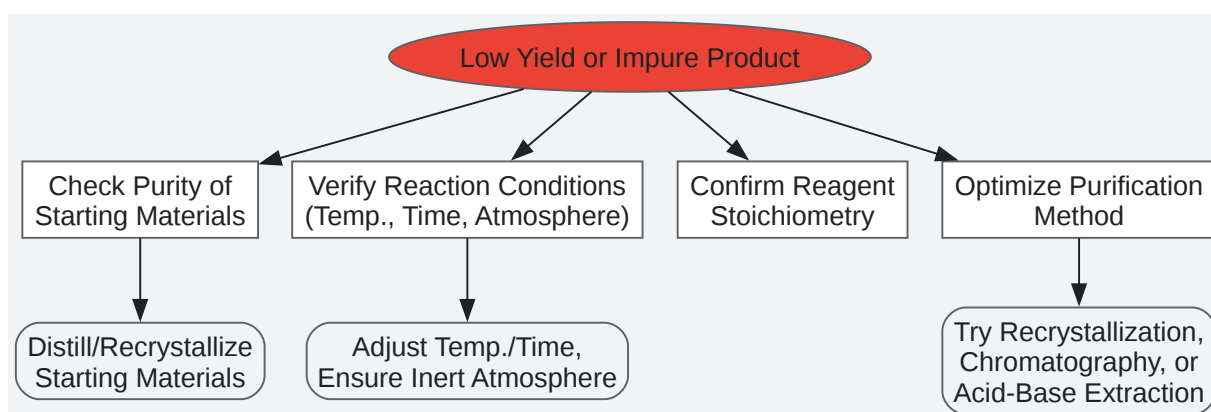 Low Yield or Impure Product
Check Purity of
Starting Materials
Verify Reaction Conditions
(Temp., Time, Atmosphere)
Confirm Reagent
Stoichiometry
Optimize Purification
Method
Distill/Recrystallize
Starting Materials
Adjust Temp./Time,
Ensure Inert Atmosphere
Try Recrystallization,
Chromatography, or
Acid-Base Extraction